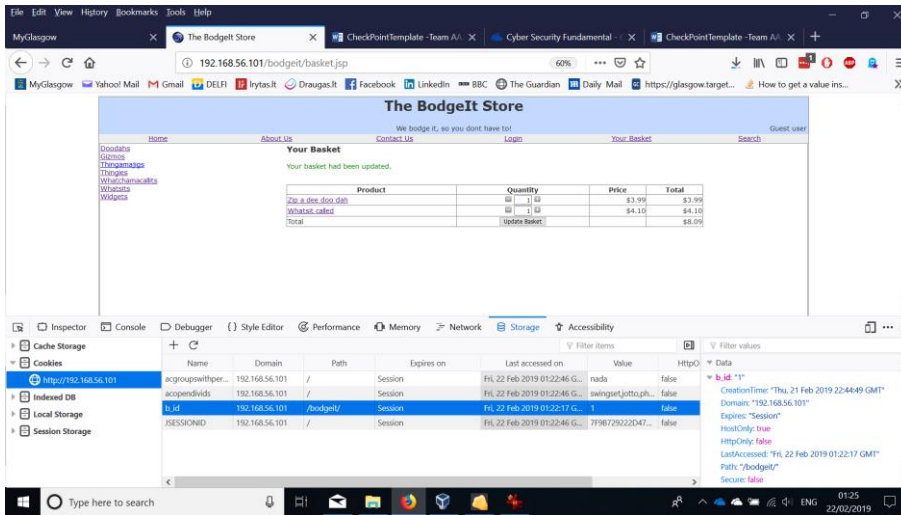 File Edit View History Bookmarks Tools Help
MyGlasgow The BodgeIt Store CheckPointTemplate -Team AA Cyber Security Fundamental - CheckPointTemplate -Team AA
192.168.56.101/bodgeit/basket.jsp 60%
MyGlasgow Yahoo! Mail Gmail DELFI lrytas.lt Draugas.lt Facebook LinkedIn BBC The Guardian Daily Mail https://glasgow.target... How to get a value ins...
The BodgeIt Store
We bodge it, so you dont have to!
Guest user
Home About Us Contact Us Login Your Basket Search
Doodahs
Gizmos
Thingamajigs
Thingies
Whatchamacallits
Whatsits
Widgets
Your Basket
Your basket had been updated.
Product Quantity Price Total
Zip a dee doo dah 1 $3.99 $3.99
Whatsit called 1 $4.10 $4.10
Total Update Basket $8.09
Inspector Console Debugger {} Style Editor Performance Memory Network Storage Accessibility
Cache Storage
Cookies
http://192.168.56.101
Indexed DB
Local Storage
Session Storage
Filter items
Name Domain Path Expires on Last accessed on Value HttpO
acgroupswithper... 192.168.56.101 / Session Fri, 22 Feb 2019 01:22:46 G... nada false
acopendivids 192.168.56.101 / Session Fri, 22 Feb 2019 01:22:46 G... swingset,jotto,ph... false
b_id 192.168.56.101 /bodgeit/ Session Fri, 22 Feb 2019 01:22:17 G... 1 false
JSESSIONID 192.168.56.101 / Session Fri, 22 Feb 2019 01:22:46 G... 7F98729222D47... false
Filter values
Data
b_id: "1"
CreationTime: "Thu, 21 Feb 2019 22:44:49 GMT"
Domain: "192.168.56.101"
Expires: "Session"
HostOnly: true
HttpOnly: false
LastAccessed: "Fri, 22 Feb 2019 01:22:17 GMT"
Path: "/bodgeit/"
Secure: false
Type here to search
ENG
01:25
22/02/2019